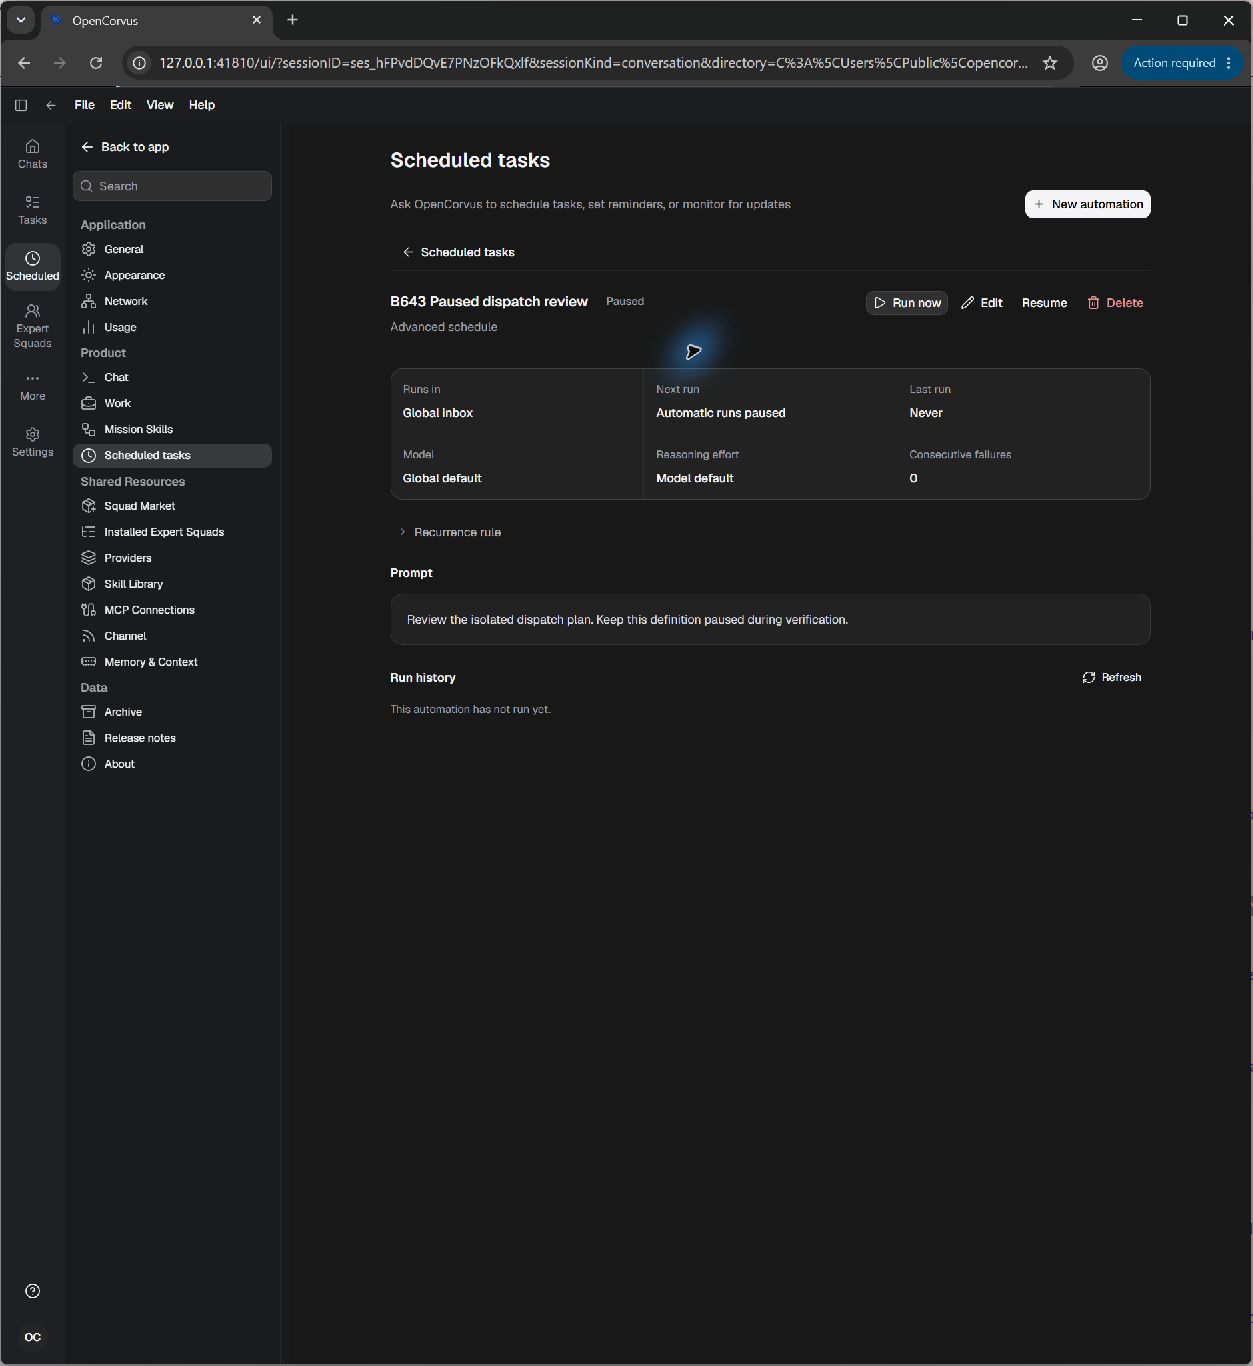 OpenCorvus
127.0.0.1:41810/ui/?sessionID=ses_hFPvdDQvE7PNzOFkQxIf&sessionKind=conversation&directory=C%3A%5CUsers%5CPublic%5Copencor...
Action required
File Edit View Help
Chats
Tasks
Scheduled
Expert
Squads
More
Settings
OC
Back to app
Search
Application
General
Appearance
Network
Usage
Product
Chat
Work
Mission Skills
Scheduled tasks
Shared Resources
Squad Market
Installed Expert Squads
Providers
Skill Library
MCP Connections
Channel
Memory & Context
Data
Archive
Release notes
About
Scheduled tasks
Ask OpenCorvus to schedule tasks, set reminders, or monitor for updates
New automation
Scheduled tasks
B643 Paused dispatch review Paused
Run now Edit Resume Delete
Advanced schedule
Runs in Next run Last run
Global inbox Automatic runs paused Never
Model Reasoning effort Consecutive failures
Global default Model default 0
Recurrence rule
Prompt
Review the isolated dispatch plan. Keep this definition paused during verification.
Run history Refresh
This automation has not run yet.